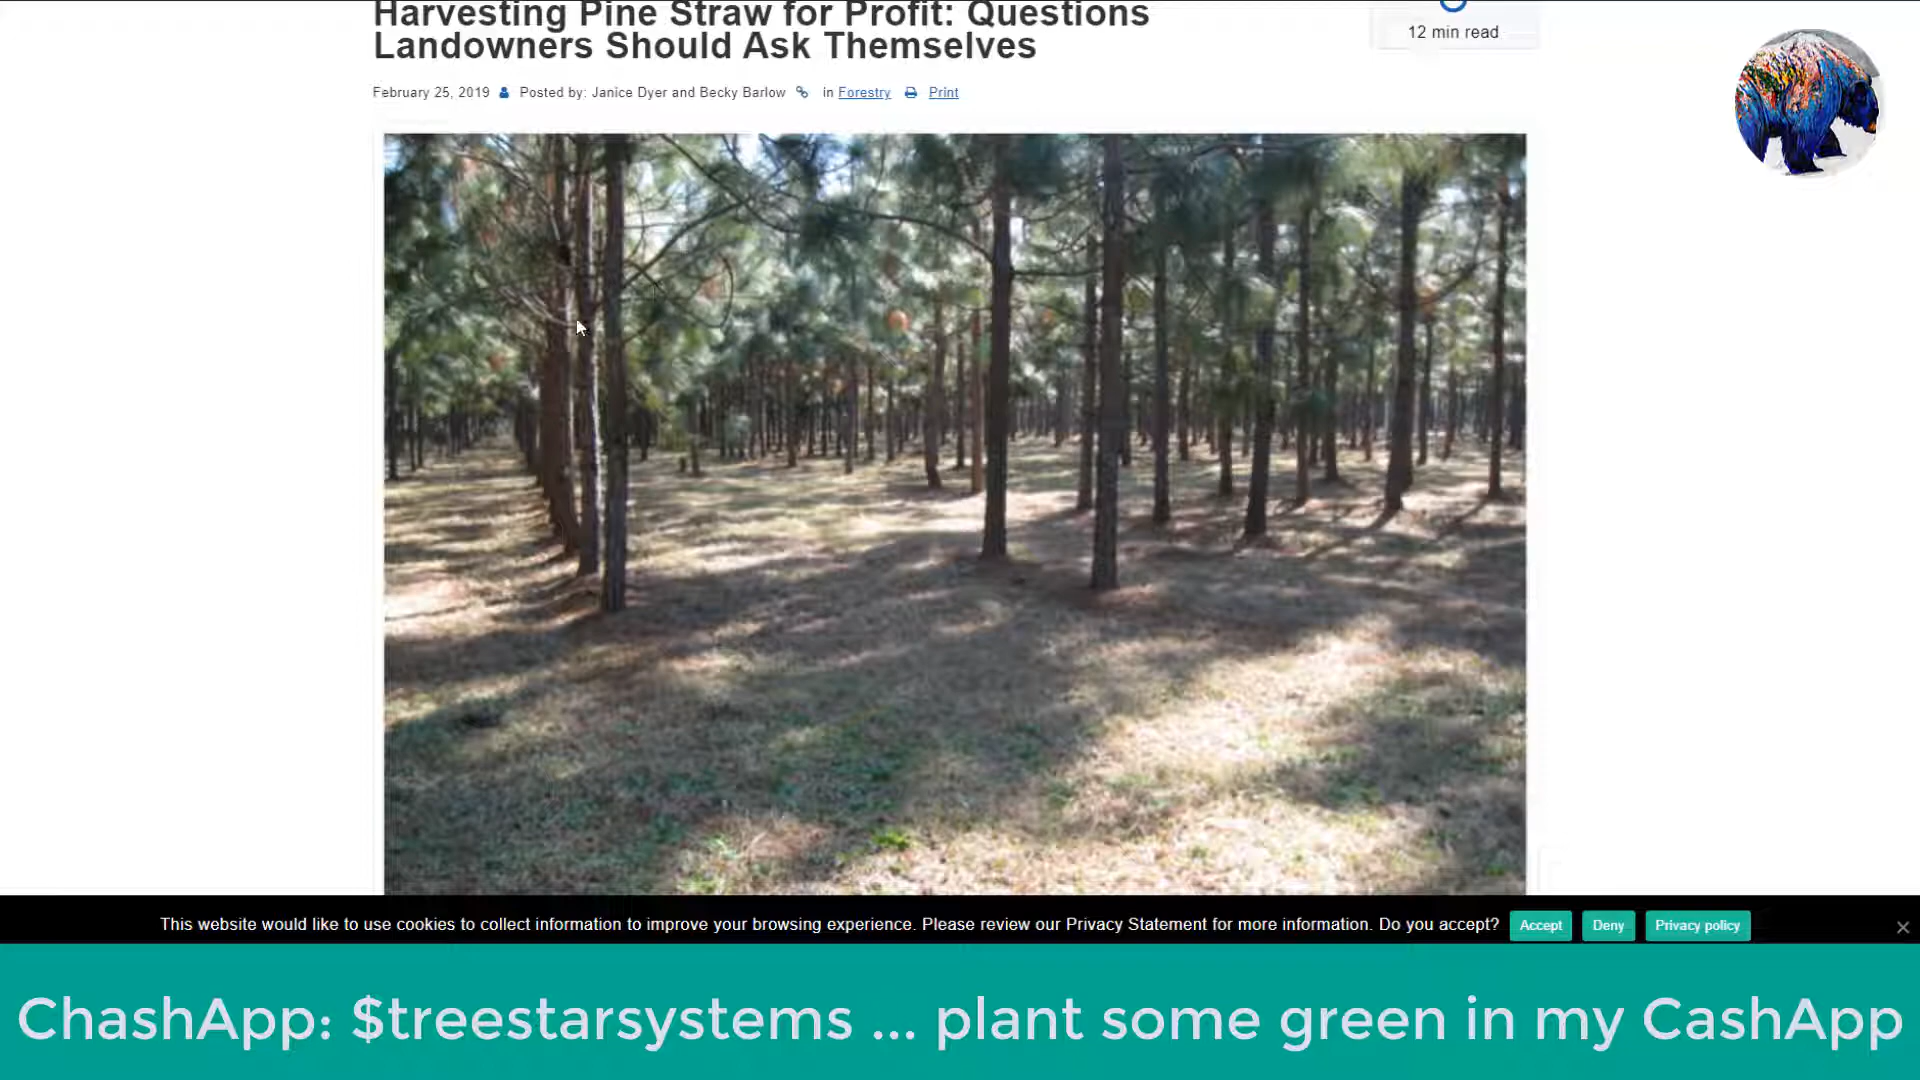 Harvesting Pine Straw for Profit: Questions
Landowners Should Ask Themselves
12 min read
February 25, 2019 Posted by: Janice Dyer and Becky Barlow in Forestry Print
This website would like to use cookies to collect information to improve your browsing experience. Please review our Privacy Statement for more information. Do you accept? Accept Deny Privacy policy
ChashApp: $treestarsystems ... plant some green in my CashApp